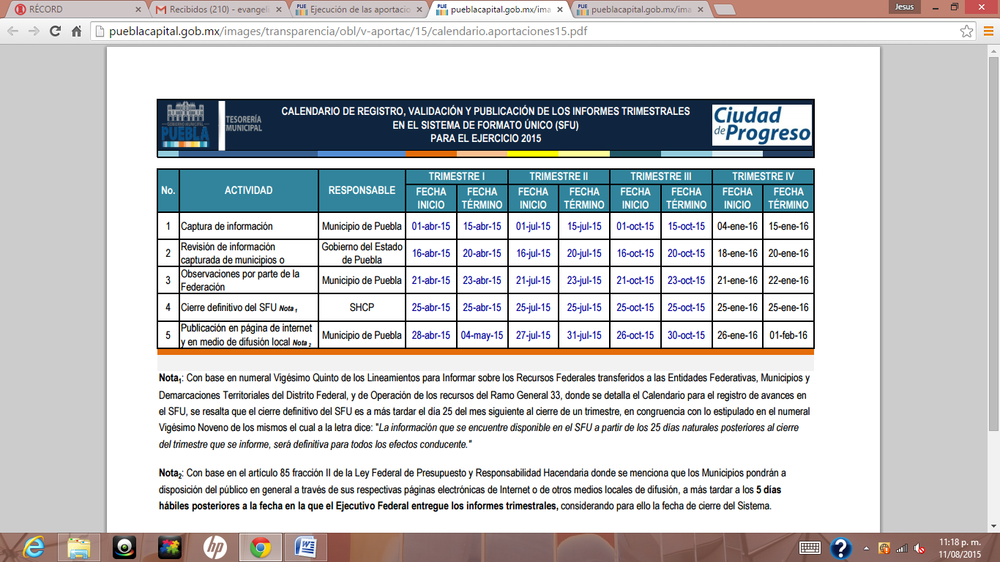 RÉCORD
Recibidos (210) - evangeli
Ejecución de las aportacio
pueblacapital.gob.mx/ima
pueblacapital.gob.mx/ima
Jesus
pueblacapital.gob.mx/images/transparencia/obl/v-aportac/15/calendario.aportaciones15.pdf
GOBIERNO MUNICIPAL
PUEBLA
TESORERÍA
MUNICIPAL
CALENDARIO DE REGISTRO, VALIDACIÓN Y PUBLICACIÓN DE LOS INFORMES TRIMESTRALES
EN EL SISTEMA DE FORMATO ÚNICO (SFU)
PARA EL EJERCICIO 2015
Ciudad
de Progreso
No. ACTIVIDAD RESPONSABLE TRIMESTRE I TRIMESTRE II TRIMESTRE III TRIMESTRE IV
FECHA INICIO FECHA TÉRMINO FECHA INICIO FECHA TÉRMINO FECHA INICIO FECHA TÉRMINO FECHA INICIO FECHA TÉRMINO
1 Captura de información Municipio de Puebla 01-abr-15 15-abr-15 01-jul-15 15-jul-15 01-oct-15 15-oct-15 04-ene-16 15-ene-16
2 Revisión de información capturada de municipios o Gobierno del Estado de Puebla 16-abr-15 20-abr-15 16-jul-15 20-jul-15 16-oct-15 20-oct-15 18-ene-16 20-ene-16
3 Observaciones por parte de la Federación Municipio de Puebla 21-abr-15 23-abr-15 21-jul-15 23-jul-15 21-oct-15 23-oct-15 21-ene-16 22-ene-16
4 Cierre definitivo del SFU Nota 1 SHCP 25-abr-15 25-abr-15 25-jul-15 25-jul-15 25-oct-15 25-oct-15 25-ene-16 25-ene-16
5 Publicación en página de internet y en medio de difusión local Nota 2 Municipio de Puebla 28-abr-15 04-may-15 27-jul-15 31-jul-15 26-oct-15 30-oct-15 26-ene-16 01-feb-16
Nota1: Con base en numeral Vigésimo Quinto de los Lineamientos para Informar sobre los Recursos Federales transferidos a las Entidades Federativas, Municipios y
Demarcaciones Territoriales del Distrito Federal, y de Operación de los recursos del Ramo General 33, donde se detalla el Calendario para el registro de avances en
el SFU, se resalta que el cierre definitivo del SFU es a más tardar el día 25 del mes siguiente al cierre de un trimestre, en congruencia con lo estipulado en el numeral
Vigésimo Noveno de los mismos el cual a la letra dice: "La información que se encuentre disponible en el SFU a partir de los 25 días naturales posteriores al cierre
del trimestre que se informe, será definitiva para todos los efectos conducente."
Nota2: Con base en el artículo 85 fracción II de la Ley Federal de Presupuesto y Responsabilidad Hacendaria donde se menciona que los Municipios pondrán a
disposición del público en general a través de sus respectivas páginas electrónicas de Internet o de otros medios locales de difusión, a más tardar a los 5 días
hábiles posteriores a la fecha en la que el Ejecutivo Federal entregue los informes trimestrales, considerando para ello la fecha de cierre del Sistema.
11:18 p. m.
11/08/2015